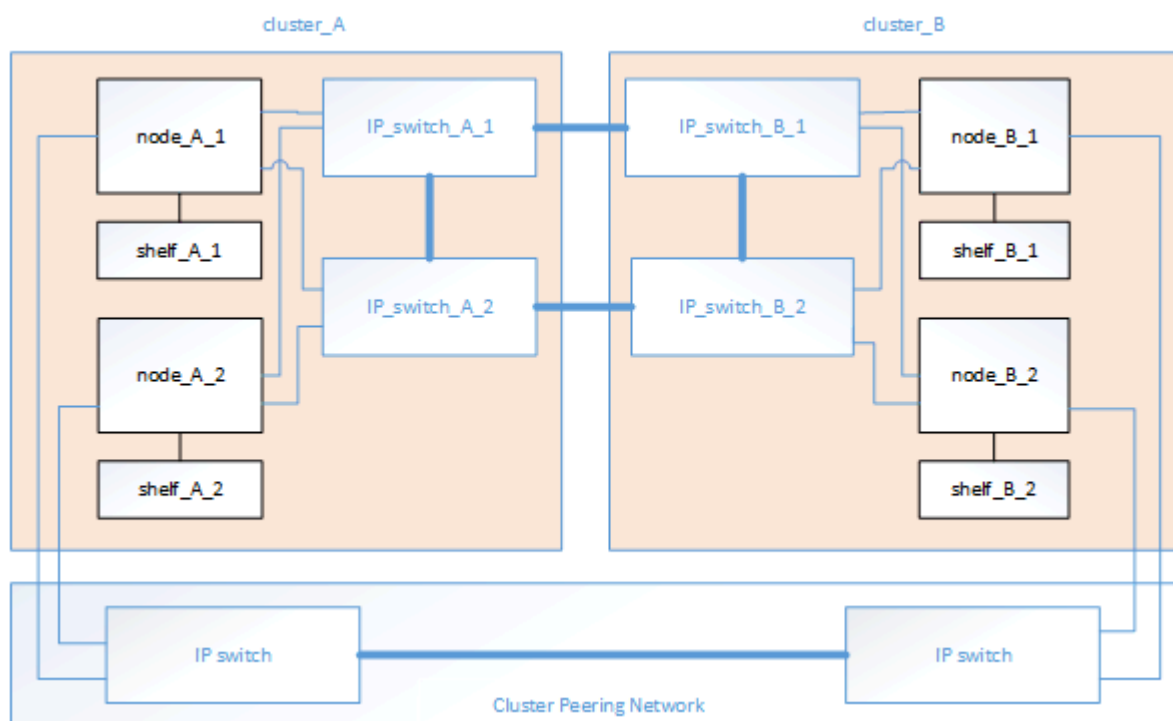 cluster_A
cluster_B
node_A_1
IP_switch_A_1
IP_switch_B_1
node_B_1
shelf_A_1
shelf_B_1
IP_switch_A_2
IP_switch_B_2
node_A_2
node_B_2
shelf_A_2
shelf_B_2
IP switch
IP switch
Cluster Peering Network